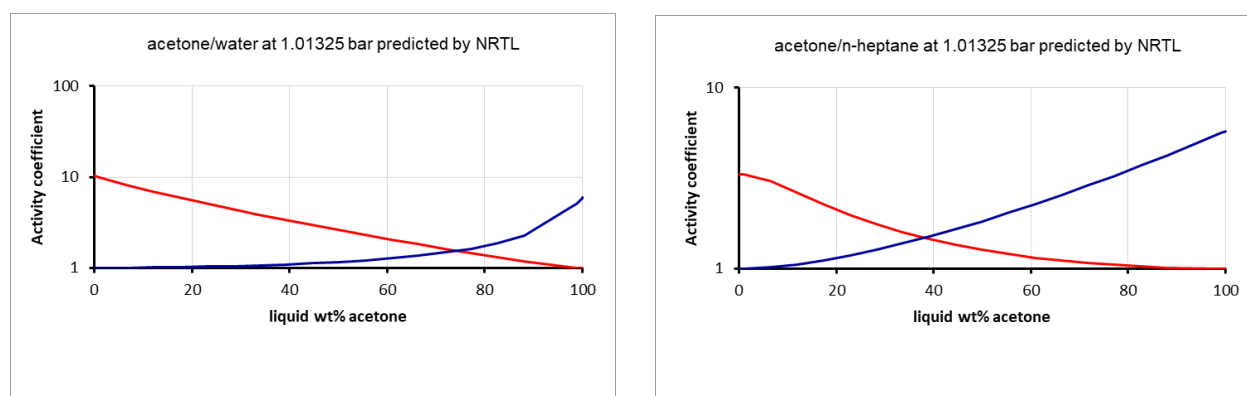 acetone/water at 1.01325 bar predicted by NRTL
100
10
1
Activity coefficient
0 20 40 60 80 100
liquid wt% acetone
acetone/n-heptane at 1.01325 bar predicted by NRTL
10
1
Activity coefficient
0 20 40 60 80 100
liquid wt% acetone